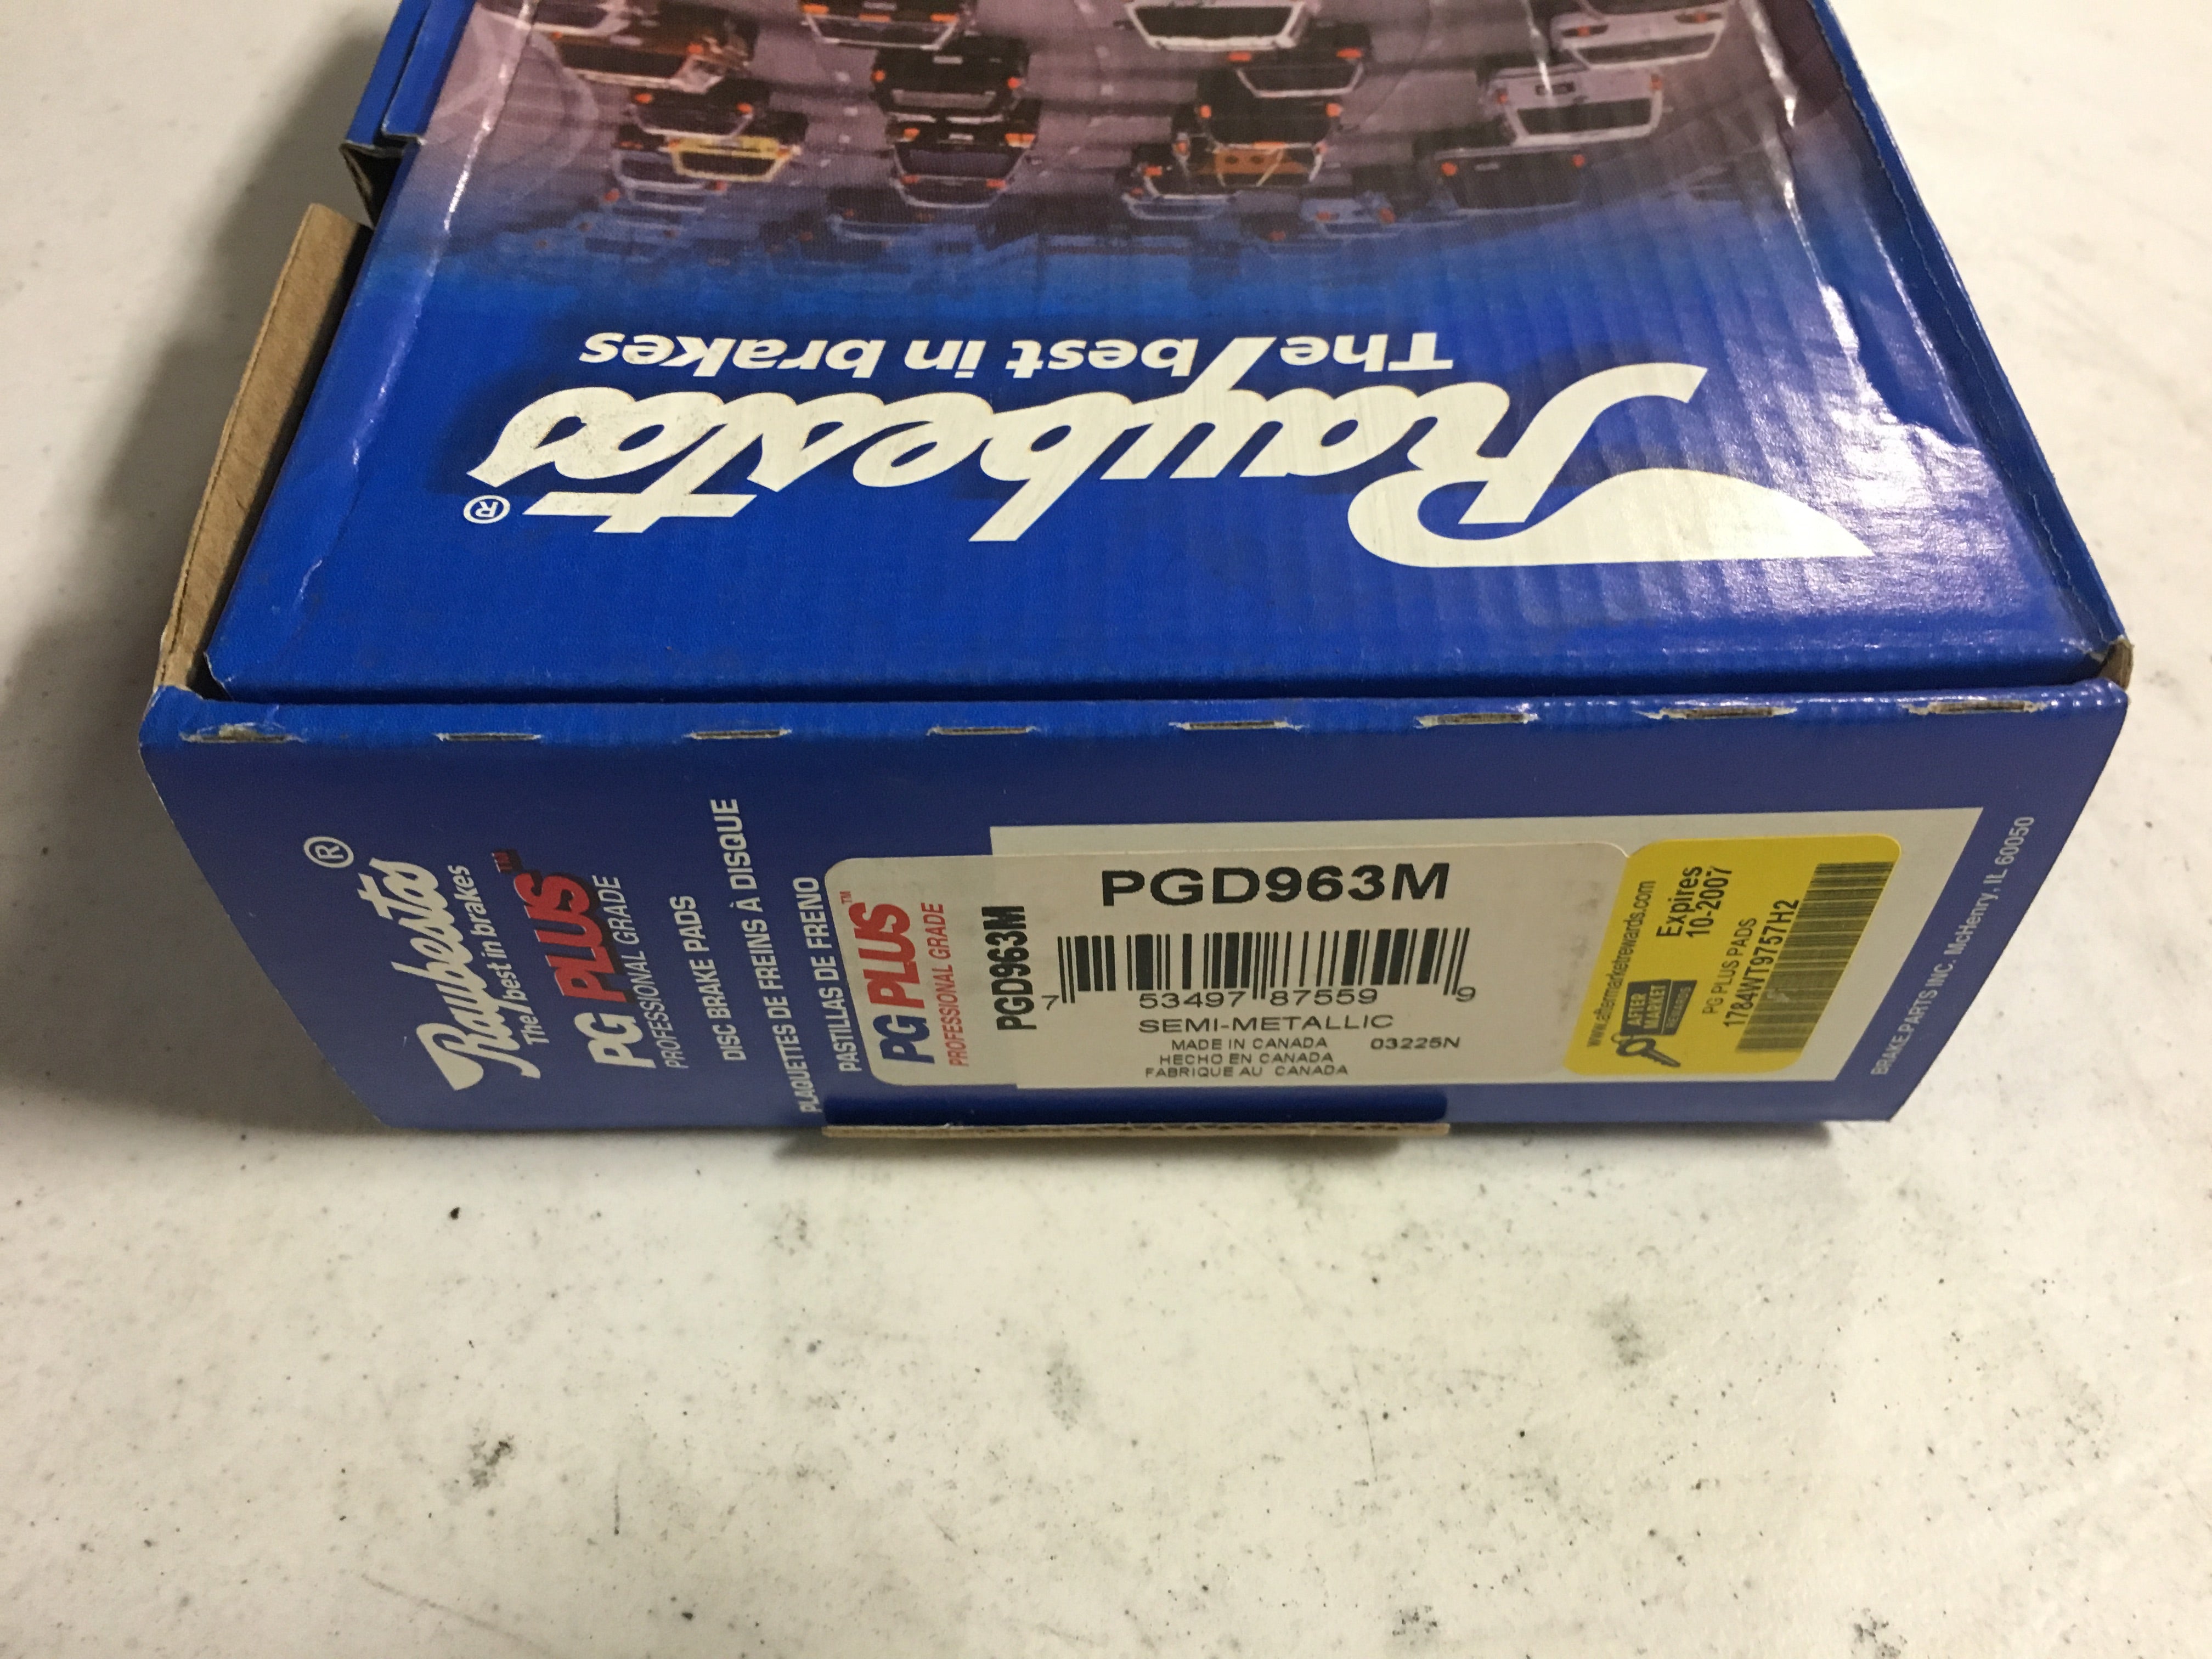 Raybestos®
The best in brakes
Raybestos®
The best in brakes
PG PLUS™
PROFESSIONAL GRADE
DISC BRAKE PADS
PLAQUETTES DE FREINS À DISQUE
PASTILLAS DE FRENO
PG PLUS™
PROFESSIONAL GRADE
PGD963M
PGD963M
7 53497 87559 9
SEMI-METALLIC
MADE IN CANADA 03225N
HECHO EN CANADA
FABRIQUE AU CANADA
www.aftermarketrewards.com
AFTER
MARKET
REWARDS
Expires
10-2007
PG PLUS PADS
1784WT9757H2
BRAKE PARTS INC. McHenry, IL 60050